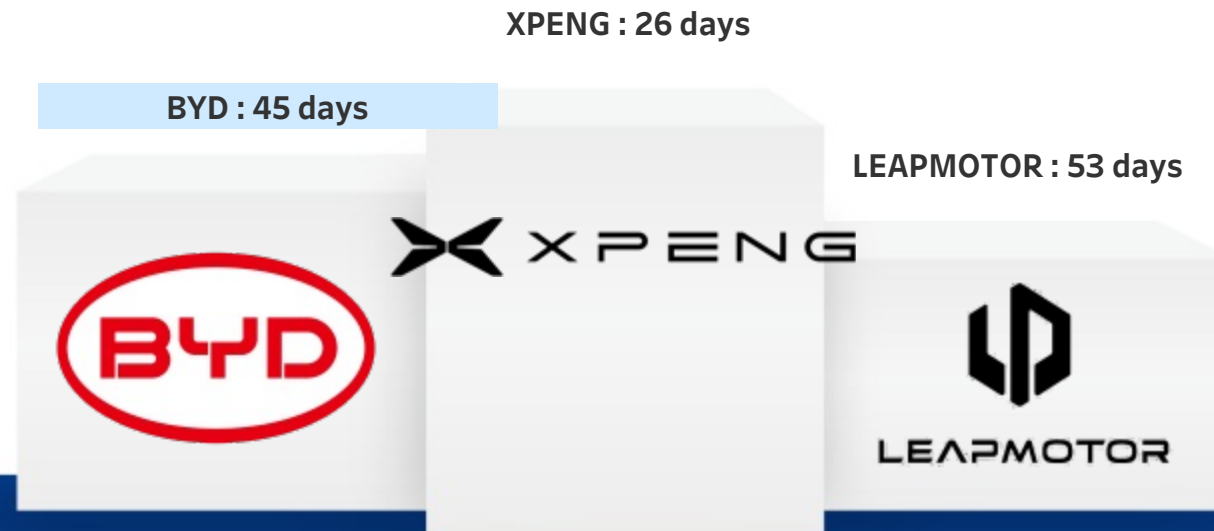 XPENG : 26 days
BYD : 45 days
LEAPMOTOR : 53 days
XPENG
BYD
LEAPMOTOR